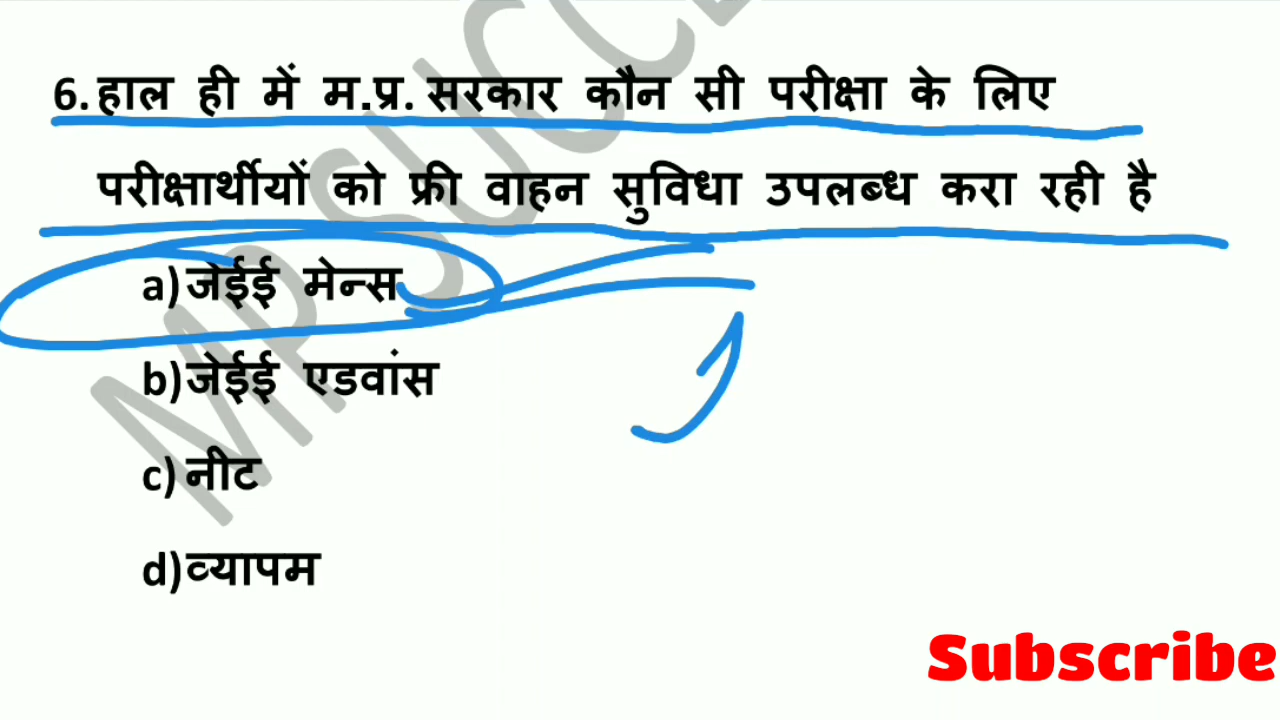 6. हाल ही में म.प्र. सरकार कौन सी परीक्षा के लिए
परीक्षार्थीयों को फ्री वाहन सुविधा उपलब्ध करा रही है
a) जेईई मेन्स
b) जेईई एडवांस
c) नीट
d) व्यापम
Subscribe